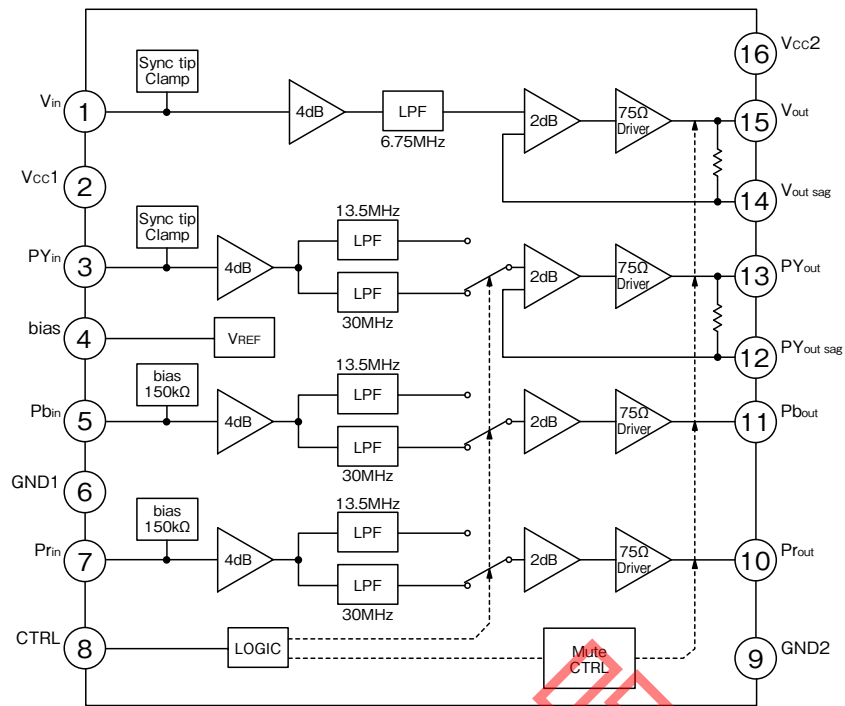 Vin
1
Sync tip
Clamp
4dB
LPF
6.75MHz
2dB
75Ω
Driver
16
VCC2
15
Vout
VCC1
2
14
Vout sag
PYin
3
Sync tip
Clamp
4dB
13.5MHz
LPF
LPF
30MHz
2dB
75Ω
Driver
13
PYout
bias
4
VREF
12
PYout sag
Pbin
5
bias
150kΩ
4dB
13.5MHz
LPF
LPF
30MHz
2dB
75Ω
Driver
11
Pbout
GND1
6
Prin
7
bias
150kΩ
4dB
13.5MHz
LPF
LPF
30MHz
2dB
75Ω
Driver
10
Prout
CTRL
8
LOGIC
Mute
CTRL
9
GND2